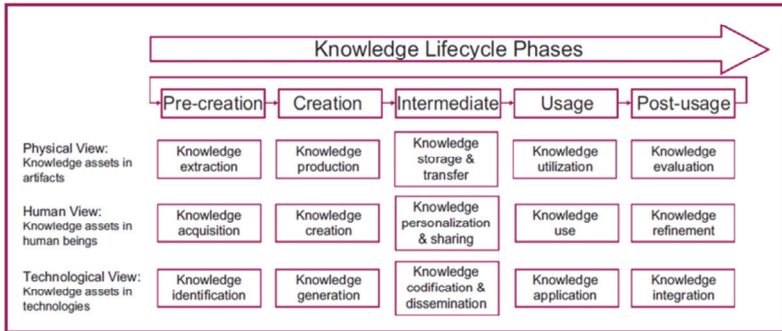 Knowledge Lifecycle Phases
Pre-creation Creation Intermediate Usage Post-usage
Physical View:
Knowledge assets in
artifacts
Knowledge
extraction
Knowledge
production
Knowledge
storage &
transfer
Knowledge
utilization
Knowledge
evaluation
Human View:
Knowledge assets in
human beings
Knowledge
acquisition
Knowledge
creation
Knowledge
personalization
& sharing
Knowledge
use
Knowledge
refinement
Technological View:
Knowledge assets in
technologies
Knowledge
identification
Knowledge
generation
Knowledge
codification &
dissemination
Knowledge
application
Knowledge
integration